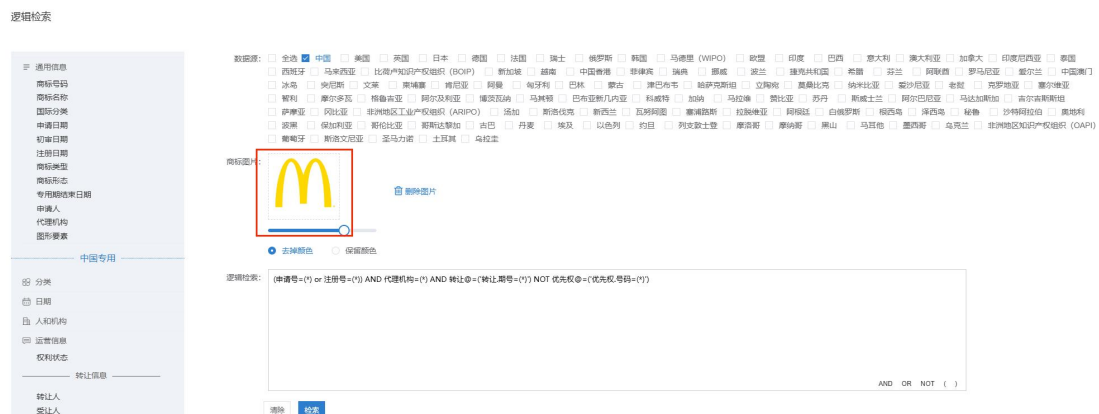 逻辑检索
通用信息
商标号码
商标名称
国际分类
申请日期
初审日期
注册日期
商标类型
商标形态
专用期结束日期
申请人
代理机构
图形要素
中国专用
分类
日期
人和机构
运营信息
权利状态
转让信息
转让人
受让人
数据源: 全选 中国 美国 英国 日本 德国 法国 瑞士 俄罗斯 韩国 马德里 (WIPO) 欧盟 印度 巴西 意大利 澳大利亚 加拿大 印度尼西亚 泰国
西班牙 马来西亚 比荷卢知识产权组织 (BOIP) 新加坡 越南 中国香港 菲律宾 瑞典 挪威 波兰 捷克共和国 希腊 芬兰 阿联酋 罗马尼亚 爱尔兰 中国澳门
冰岛 突尼斯 文莱 柬埔寨 肯尼亚 阿曼 匈牙利 巴林 蒙古 津巴布韦 哈萨克斯坦 立陶宛 莫桑比克 纳米比亚 爱沙尼亚 老挝 克罗地亚 塞尔维亚
智利 摩尔多瓦 格鲁吉亚 阿尔及利亚 博茨瓦纳 马其顿 巴布亚新几内亚 科威特 加纳 马拉维 赞比亚 苏丹 斯威士兰 阿尔巴尼亚 马达加斯加 吉尔吉斯斯坦
萨摩亚 冈比亚 非洲地区工业产权组织 (ARIPO) 汤加 斯洛伐克 新西兰 瓦努阿图 塞浦路斯 拉脱维亚 阿根廷 白俄罗斯 根西岛 泽西岛 秘鲁 沙特阿拉伯 奥地利
波黑 保加利亚 哥伦比亚 哥斯达黎加 古巴 丹麦 埃及 以色列 约旦 列支敦士登 摩洛哥 摩纳哥 黑山 马耳他 墨西哥 乌克兰 非洲地区知识产权组织 (OAPI)
葡萄牙 斯洛文尼亚 圣马力诺 土耳其 乌拉圭
商标图片:
删除图片
去掉颜色 保留颜色
逻辑检索: (申请号=(*) or 注册号=(*)) AND 代理机构=(*) AND 转让@=('转让.期号=(*)') NOT 优先权@=('优先权.号码=(*)')
AND OR NOT ( )
清除 检索